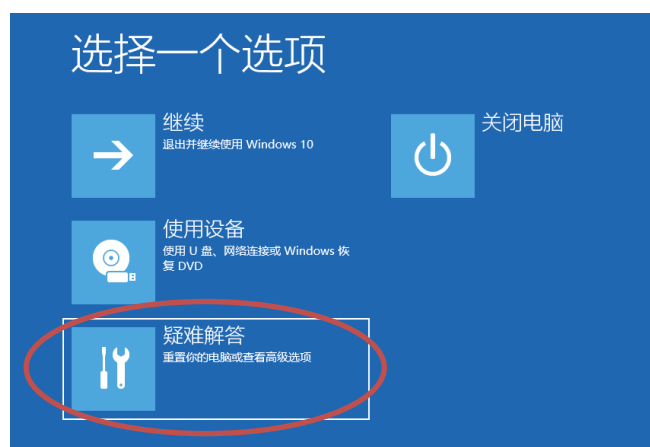 选择一个选项
继续
退出并继续使用 Windows 10
关闭电脑
使用设备
使用 U 盘、网络连接或 Windows 恢
复 DVD
疑难解答
重置你的电脑或查看高级选项